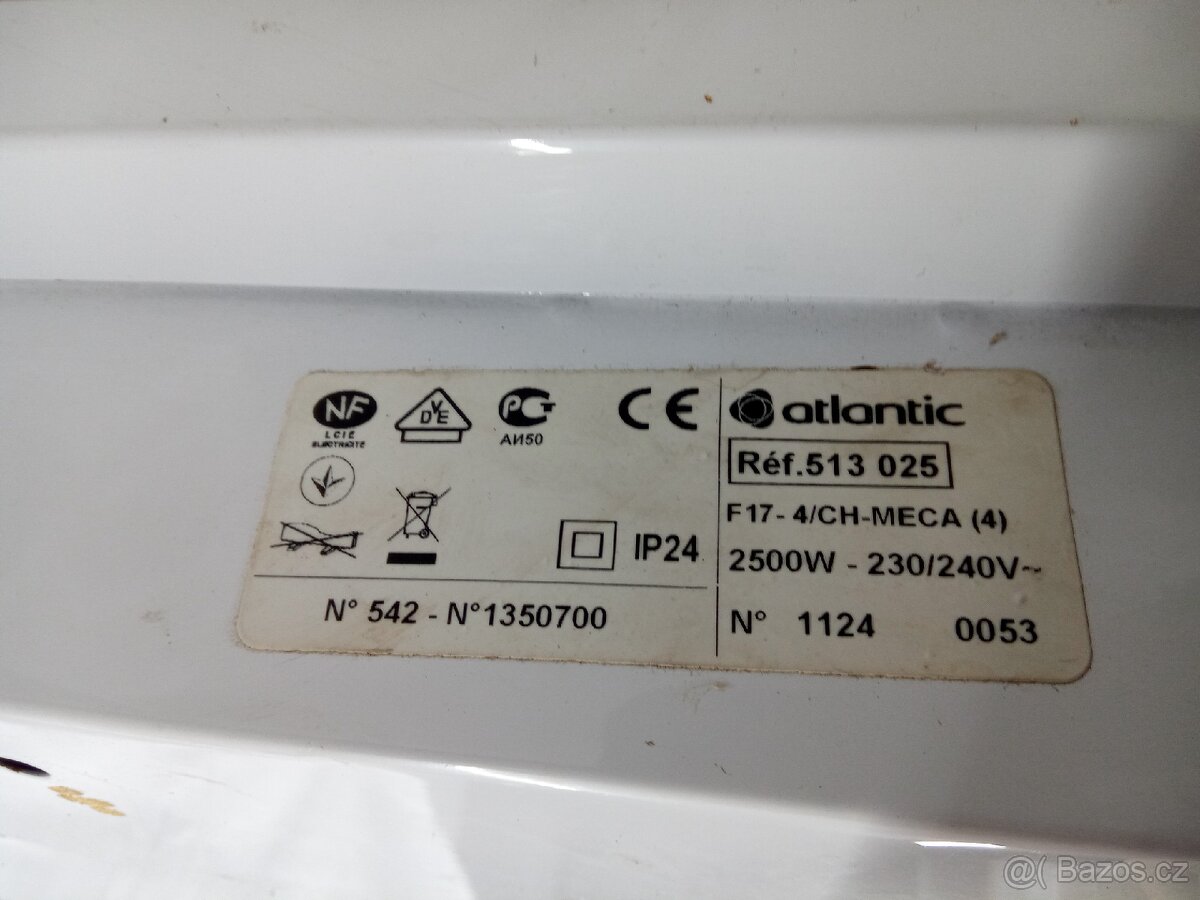 NF
LCIE
ELECTRICITE
VDE
РСТ
АИ50
CE
IP24
N° 542 - N°1350700
atlantic
Réf.513 025
F17- 4/CH-MECA (4)
2500W - 230/240V~
N° 1124 0053
@( Bazos.cz